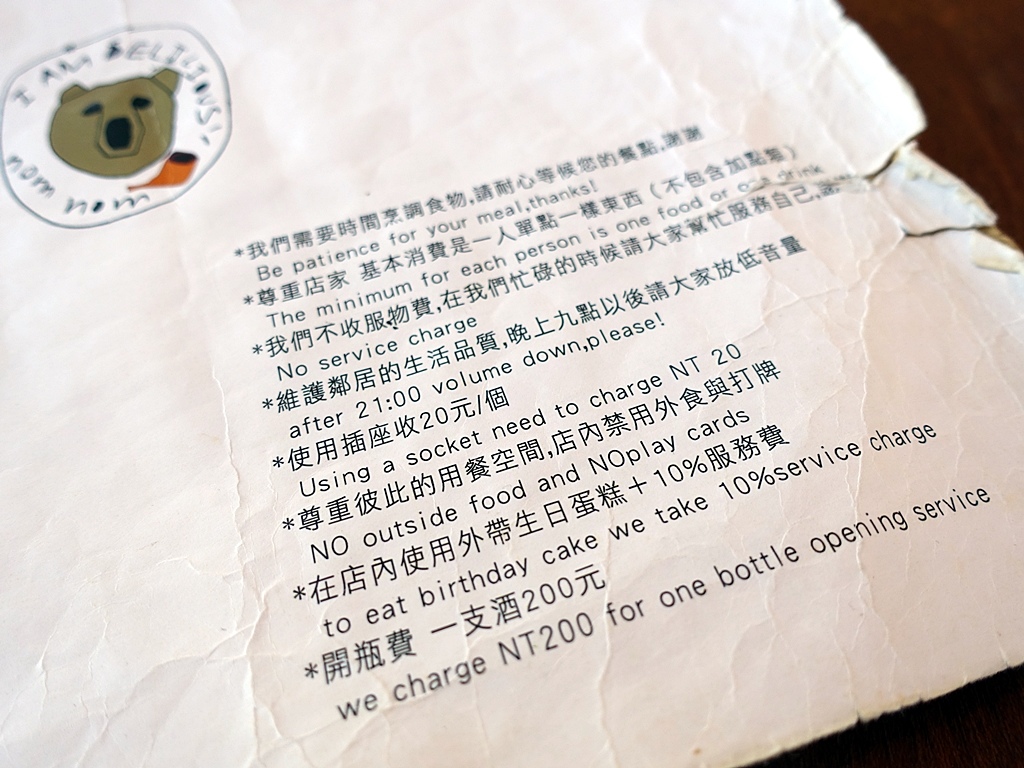 I AM BELICIOUS!
nom nom
*我們需要時間烹調食物,請耐心等候您的餐點,謝謝
Be patience for your meal,thanks!
*尊重店家 基本消費是一人單點一樣東西(不包含加點類)
The minimum for each person is one food or drink
*我們不收服物費,在我們忙碌的時候請大家幫忙服務自己,
No service charge
*維護鄰居的生活品質,晚上九點以後請大家放低音量
after 21:00 volume down,please!
*使用插座收20元/個
Using a socket need to charge NT 20
*尊重彼此的用餐空間,店內禁用外食與打牌
NO outside food and NOplay cards
*在店內使用外帶生日蛋糕+10%服務費
to eat birthday cake we take 10%service charge
*開瓶費 一支酒200元
we charge NT200 for one bottle opening service